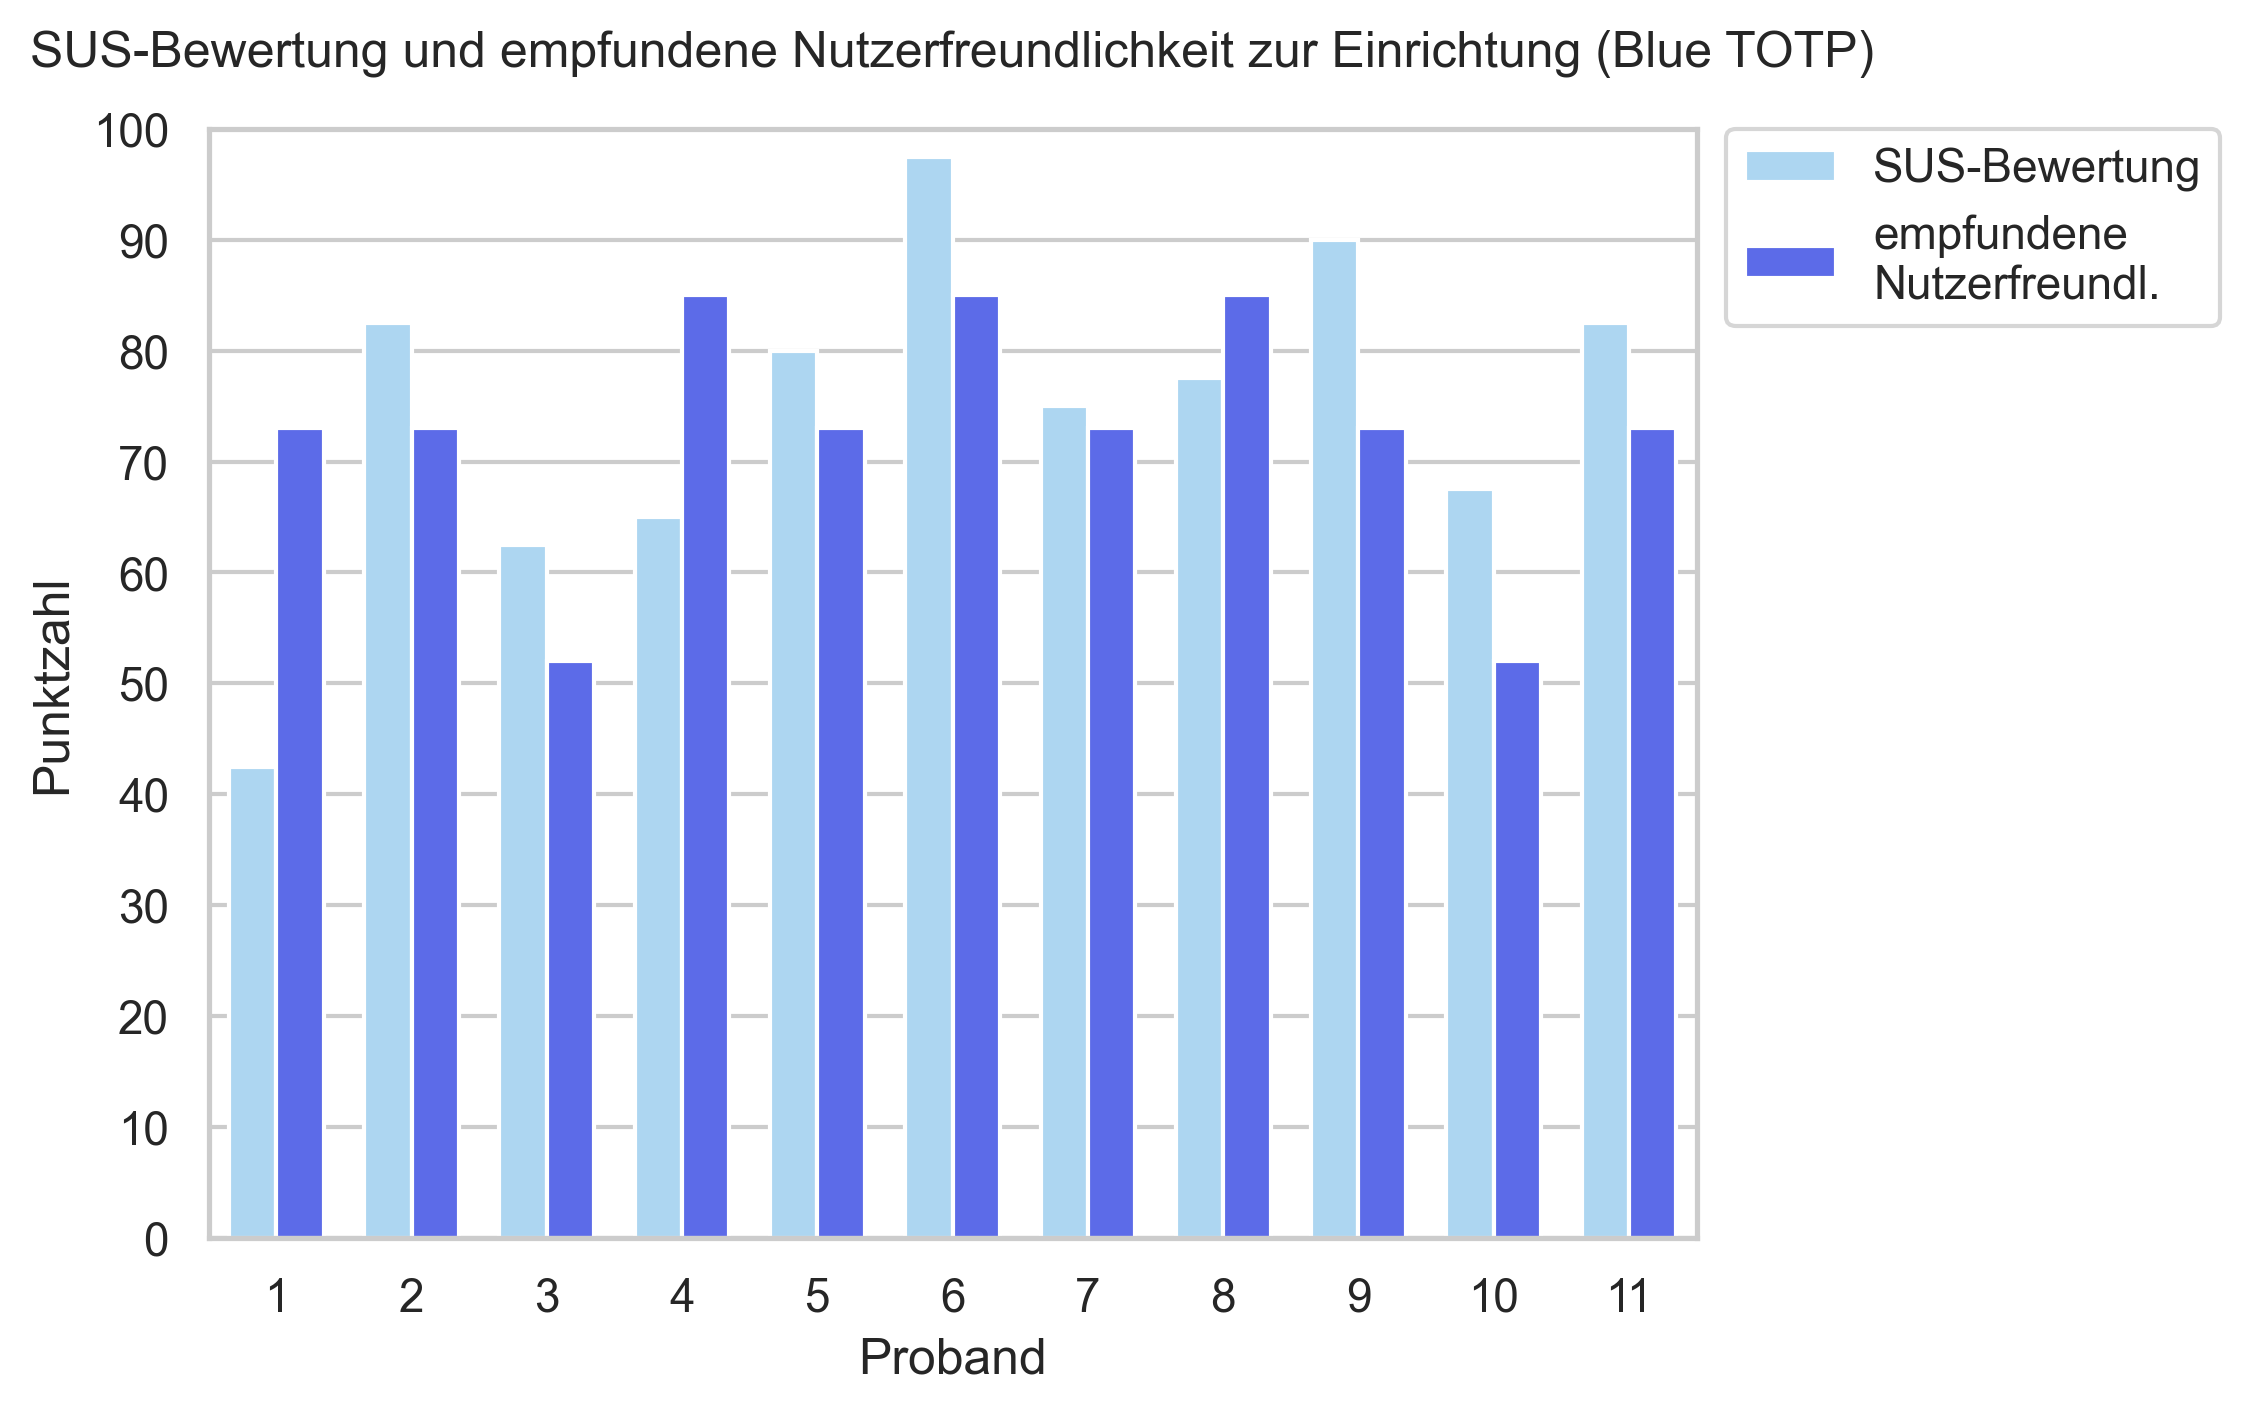 SUS-Bewertung und empfundene Nutzerfreundlichkeit zur Einrichtung (Blue TOTP)
100
90
80
70
60
50
40
30
20
10
0
Punktzahl
1 2 3 4 5 6 7 8 9 10 11
Proband
SUS-Bewertung
empfundene
Nutzerfreundl.